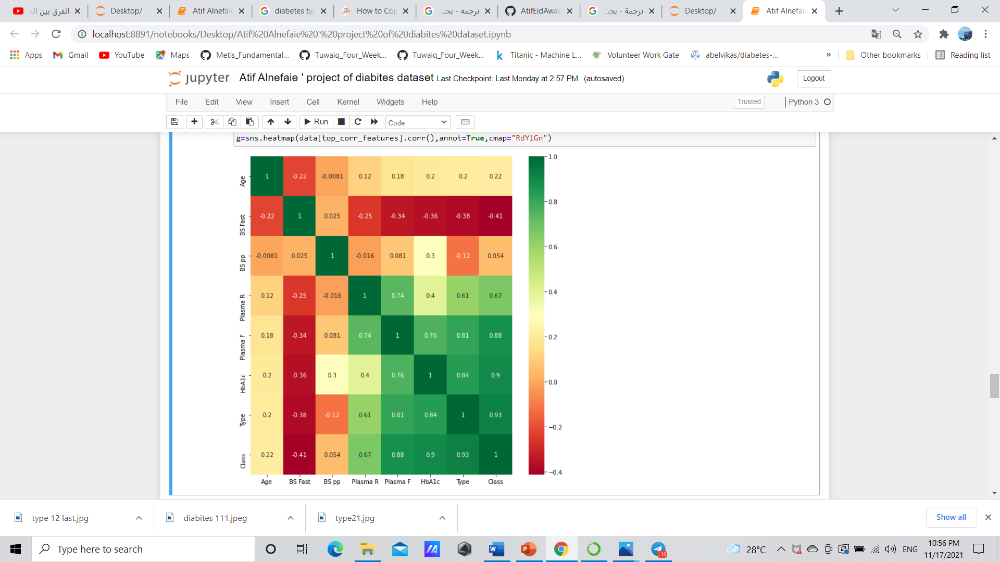 الفرق بين ال
Desktop/
Atif Alnefaie
diabetes typ
How to Cop
ترجمه - بحث
AtifEidAwad
ترجمة - بحث
Desktop/
Atif Alnefai
localhost:8891/notebooks/Desktop/Atif%20Alnefaie%20'%20project%20of%20diabites%20dataset.ipynb
Apps Gmail YouTube Maps Metis_Fundamental... Tuwaiq_Four_Week... Tuwaiq_Four_Week... Titanic - Machine L... Volunteer Work Gate abelvikas/diabetes-... » Other bookmarks Reading list
jupyter Atif Alnefaie ' project of diabites dataset Last Checkpoint: Last Monday at 2:57 PM (autosaved) Logout
File Edit View Insert Cell Kernel Widgets Help Trusted Python 3
Run Code
g=sns.heatmap(data[top_corr_features].corr(),annot=True,cmap="RdYlGn")
Age 1 -0.22 -0.0081 0.12 0.18 0.2 0.2 0.22
BS Fast -0.22 1 0.025 -0.25 -0.34 -0.36 -0.38 -0.41
BS pp -0.0081 0.025 1 -0.016 0.081 0.3 -0.12 0.054
Plasma R 0.12 -0.25 -0.016 1 0.74 0.4 0.61 0.67
Plasma F 0.18 -0.34 0.081 0.74 1 0.76 0.81 0.88
HbA1c 0.2 -0.36 0.3 0.4 0.76 1 0.84 0.9
Type 0.2 -0.38 -0.12 0.61 0.81 0.84 1 0.93
Class 0.22 -0.41 0.054 0.67 0.88 0.9 0.93 1
Age BS Fast BS pp Plasma R Plasma F HbA1c Type Class
1.0
0.8
0.6
0.4
0.2
0.0
−0.2
−0.4
type 12 last.jpg diabites 111.jpeg type21.jpg Show all
Type here to search
W P ..10
28°C ENG
10:56 PM
11/17/2021